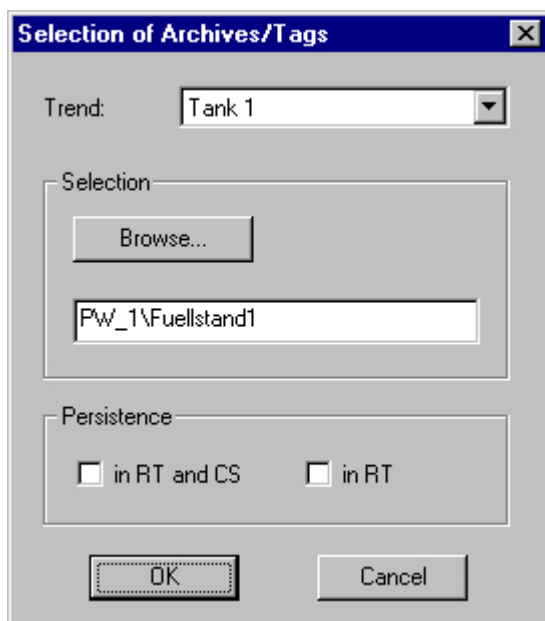 Selection of Archives/Tags
Trend: Tank 1
Selection
Browse...
PW_1\Fuellstand1
Persistence
in RT and CS in RT
OK Cancel